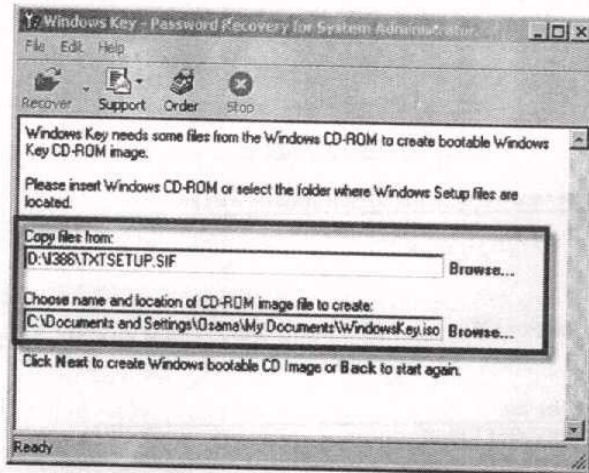 Windows Key - Password Recovery for System Administrator
File Edit Help
Recover Support Order Stop
Windows Key needs some files from the Windows CD-ROM to create bootable Windows
Key CD-ROM image.
Please insert Windows CD-ROM or select the folder where Windows Setup files are
located.
Copy files from:
D:\I386\TXTSETUP.SIF Browse...
Choose name and location of CD-ROM image file to create:
C:\Documents and Settings\Osama\My Documents\WindowsKey.iso Browse...
Click Next to create Windows bootable CD Image or Back to start again.
Ready